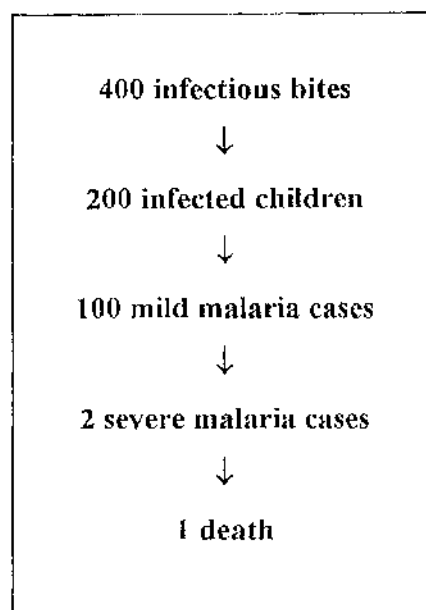 400 infectious bites
↓
200 infected children
↓
100 mild malaria cases
↓
2 severe malaria cases
↓
1 death